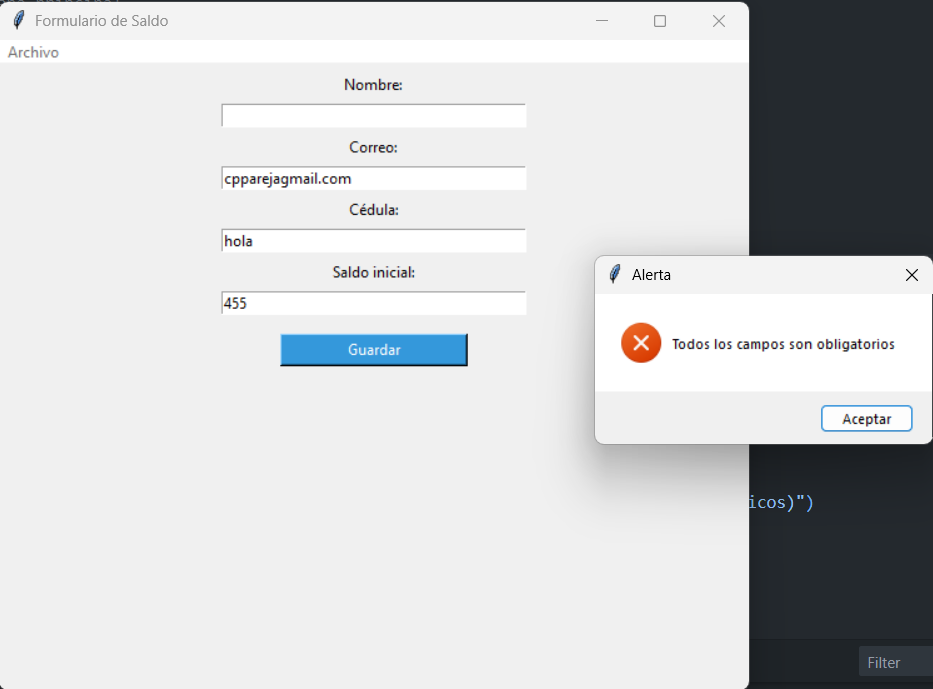 Formulario de Saldo
Archivo
Nombre:
Correo:
cpparejagmail.com
Cédula:
hola
Saldo inicial:
455
Guardar
Alerta
Todos los campos son obligatorios
Aceptar
icos)")
Filter